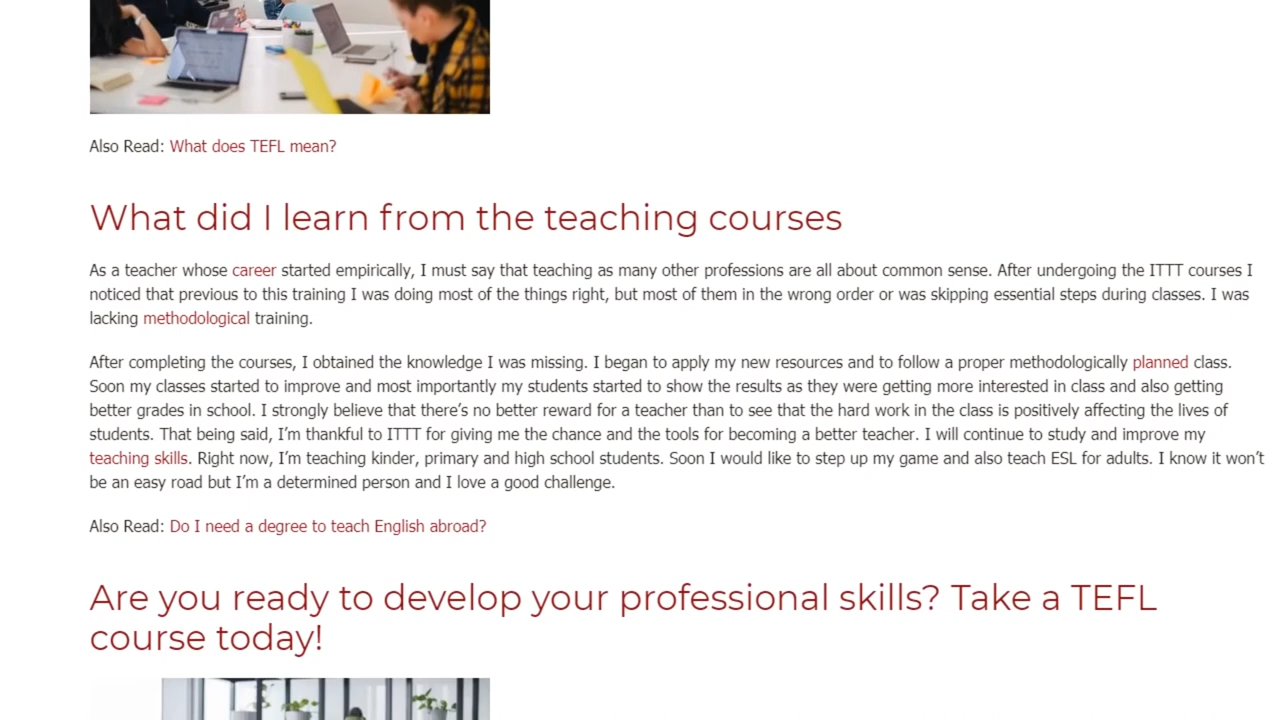 Also Read: What does TEFL mean?
What did I learn from the teaching courses
As a teacher whose career started empirically, I must say that teaching as many other professions are all about common sense. After undergoing the ITTT courses I
noticed that previous to this training I was doing most of the things right, but most of them in the wrong order or was skipping essential steps during classes. I was
lacking methodological training.
After completing the courses, I obtained the knowledge I was missing. I began to apply my new resources and to follow a proper methodologically planned class.
Soon my classes started to improve and most importantly my students started to show the results as they were getting more interested in class and also getting
better grades in school. I strongly believe that there’s no better reward for a teacher than to see that the hard work in the class is positively affecting the lives of
students. That being said, I’m thankful to ITTT for giving me the chance and the tools for becoming a better teacher. I will continue to study and improve my
teaching skills. Right now, I’m teaching kinder, primary and high school students. Soon I would like to step up my game and also teach ESL for adults. I know it won’t
be an easy road but I’m a determined person and I love a good challenge.
Also Read: Do I need a degree to teach English abroad?
Are you ready to develop your professional skills? Take a TEFL
course today!